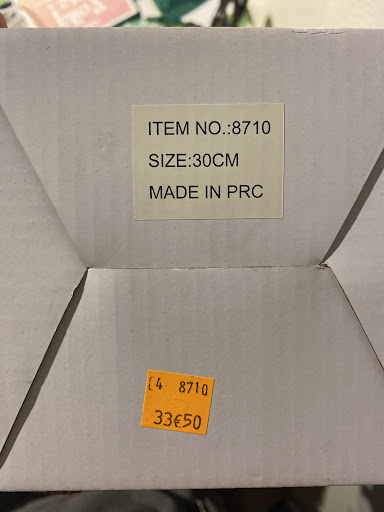 ITEM NO.:8710
SIZE:30CM
MADE IN PRC
[4 8710
33€50